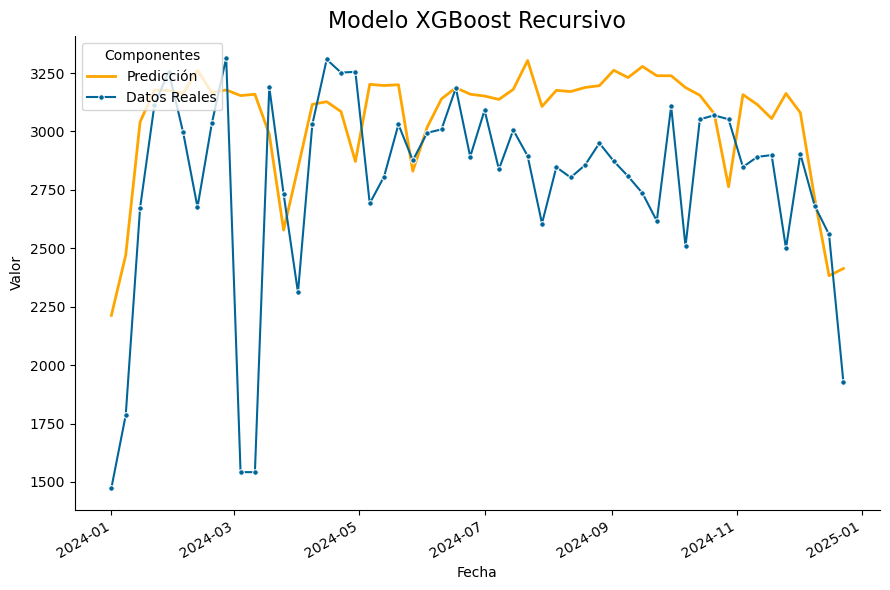 Modelo XGBoost Recursivo
Componentes
Predicción
Datos Reales
Valor
3250
3000
2750
2500
2250
2000
1750
1500
2024-01
2024-03
2024-05
2024-07
2024-09
2024-11
2025-01
Fecha